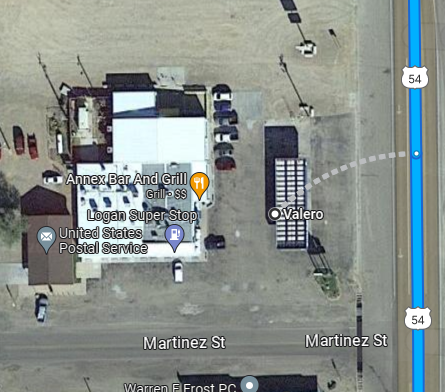 54
Annex Bar And Grill
Grill • $$
Logan Super Stop
Valero
United States
Postal Service
54
Martinez St
Martinez St
Warren F Frost PC